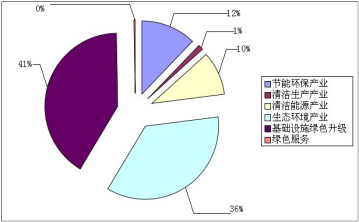 0%
12%
1%
10%
41%
36%
节能环保产业
清洁生产产业
清洁能源产业
生态环境产业
基础设施绿色升级
绿色服务